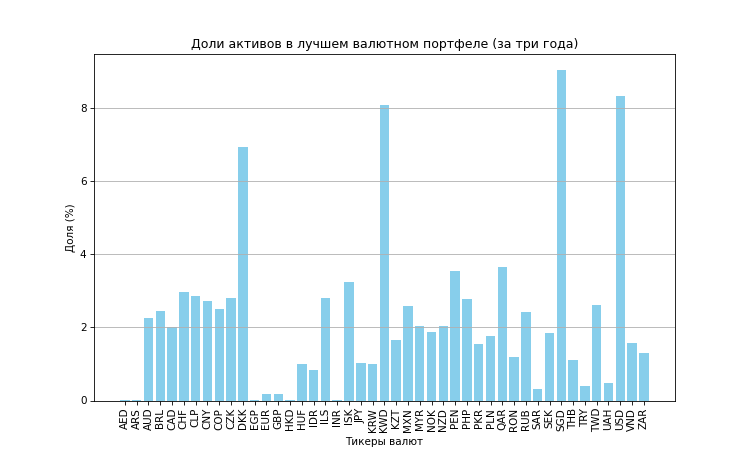 Доли активов в лучшем валютном портфеле (за три года)
Доля (%)
8
6
4
2
0
AED ARS AUD BRL CAD CHF CLP CNY COP CZK DKK EGP EUR GBP HKD HUF IDR ILS INR ISK JPY KRW KWD KZT MXN MYR NOK NZD PEN PHP PKR PLN QAR RON RUB SAR SEK SGD THB TRY TWD UAH USD VND ZAR
Тикеры валют